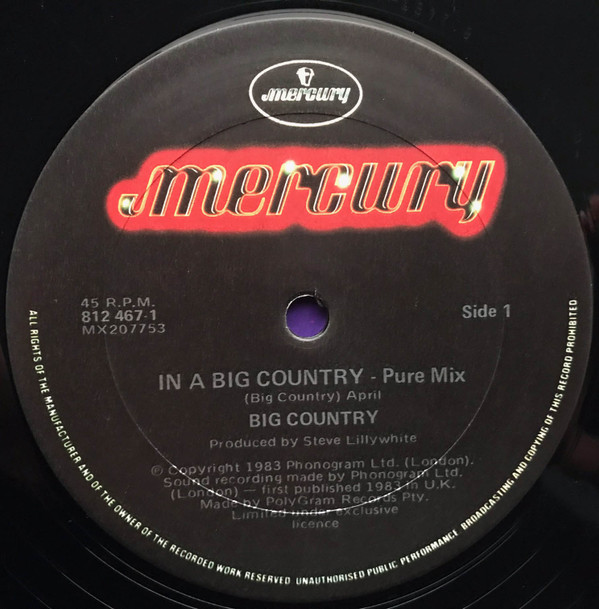 mercury
mercury
45 R.P.M.
812 467-1
MX207753
Side 1
IN A BIG COUNTRY - Pure Mix
(Big Country) April
BIG COUNTRY
Produced by Steve Lillywhite
℗ Copyright 1983 Phonogram Ltd. (London).
Sound recording made by Phonogram Ltd.
(London) — first published 1983 in U.K.
Made by PolyGram Records Pty.
Limited under exclusive
licence
ALL RIGHTS OF THE MANUFACTURER AND OF THE OWNER OF THE RECORDED WORK RESERVED UNAUTHORISED PUBLIC PERFORMANCE BROADCASTING AND COPYING OF THIS RECORD PROHIBITED